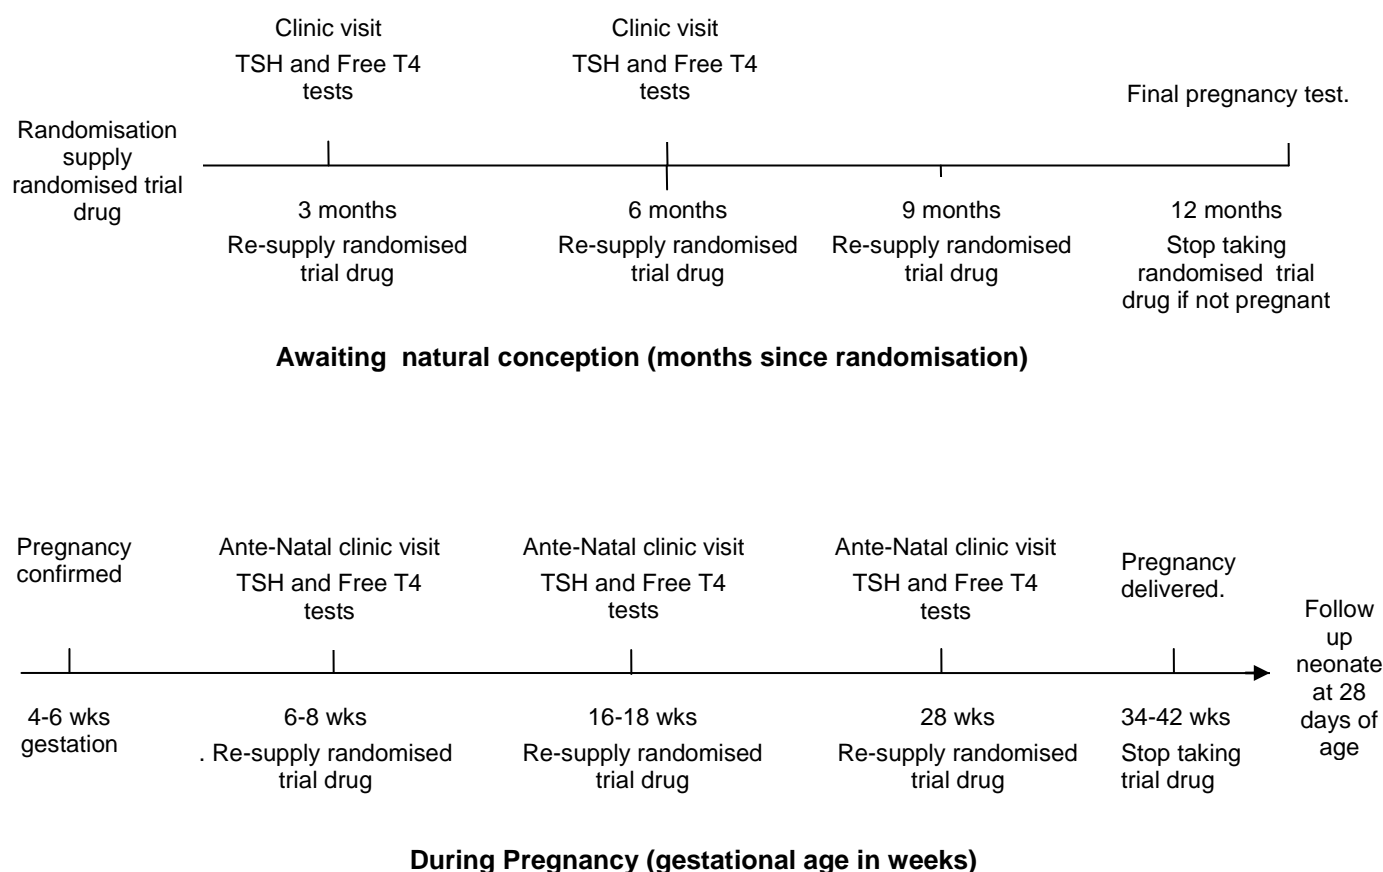 Clinic visit
TSH and Free T4
tests
Clinic visit
TSH and Free T4
tests
Final pregnancy test.
Randomisation
supply
randomised trial
drug
3 months
Re-supply randomised
trial drug
6 months
Re-supply randomised
trial drug
9 months
Re-supply randomised
trial drug
12 months
Stop taking
randomised trial
drug if not pregnant
Awaiting natural conception (months since randomisation)
Pregnancy
confirmed
Ante-Natal clinic visit
TSH and Free T4
tests
Ante-Natal clinic visit
TSH and Free T4
tests
Ante-Natal clinic visit
TSH and Free T4
tests
Pregnancy
delivered.
Follow
up
neonate
at 28
days of
age
4-6 wks
gestation
6-8 wks
. Re-supply randomised
trial drug
16-18 wks
Re-supply randomised
trial drug
28 wks
Re-supply randomised
trial drug
34-42 wks
Stop taking
trial drug
During Pregnancy (gestational age in weeks)